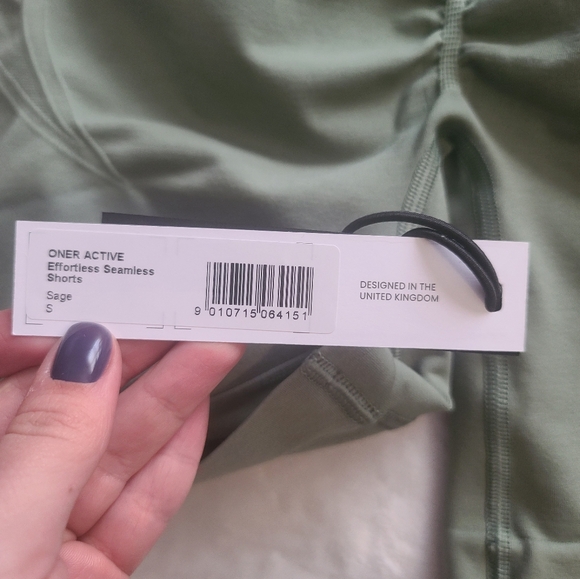 ONER ACTIVE
Effortless Seamless
Shorts
Sage
S
9 010715 064151
DESIGNED IN THE
UNITED KINGDOM